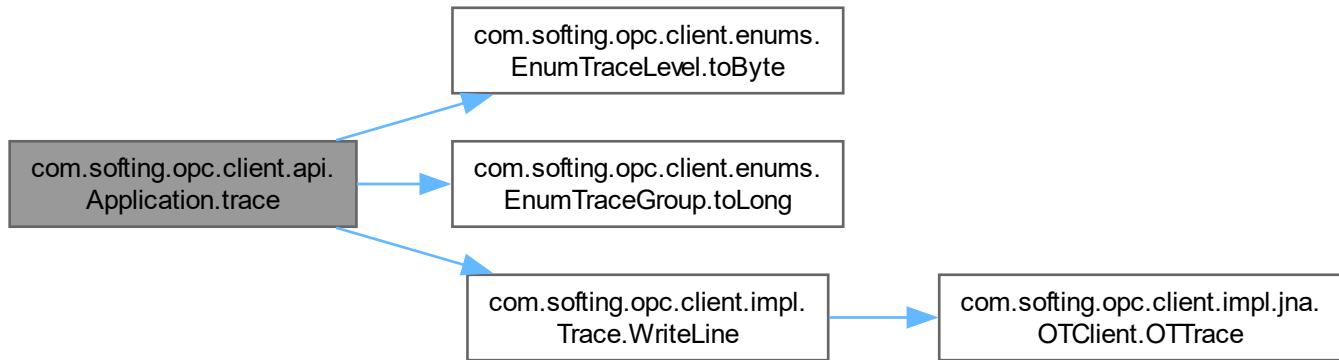 com.softing.opc.client.enums.
EnumTraceLevel.toByte
com.softing.opc.client.api.
Application.trace
com.softing.opc.client.enums.
EnumTraceGroup.toLong
com.softing.opc.client.impl.
Trace.WriteLine
com.softing.opc.client.impl.jna.
OTClient.OTTrace